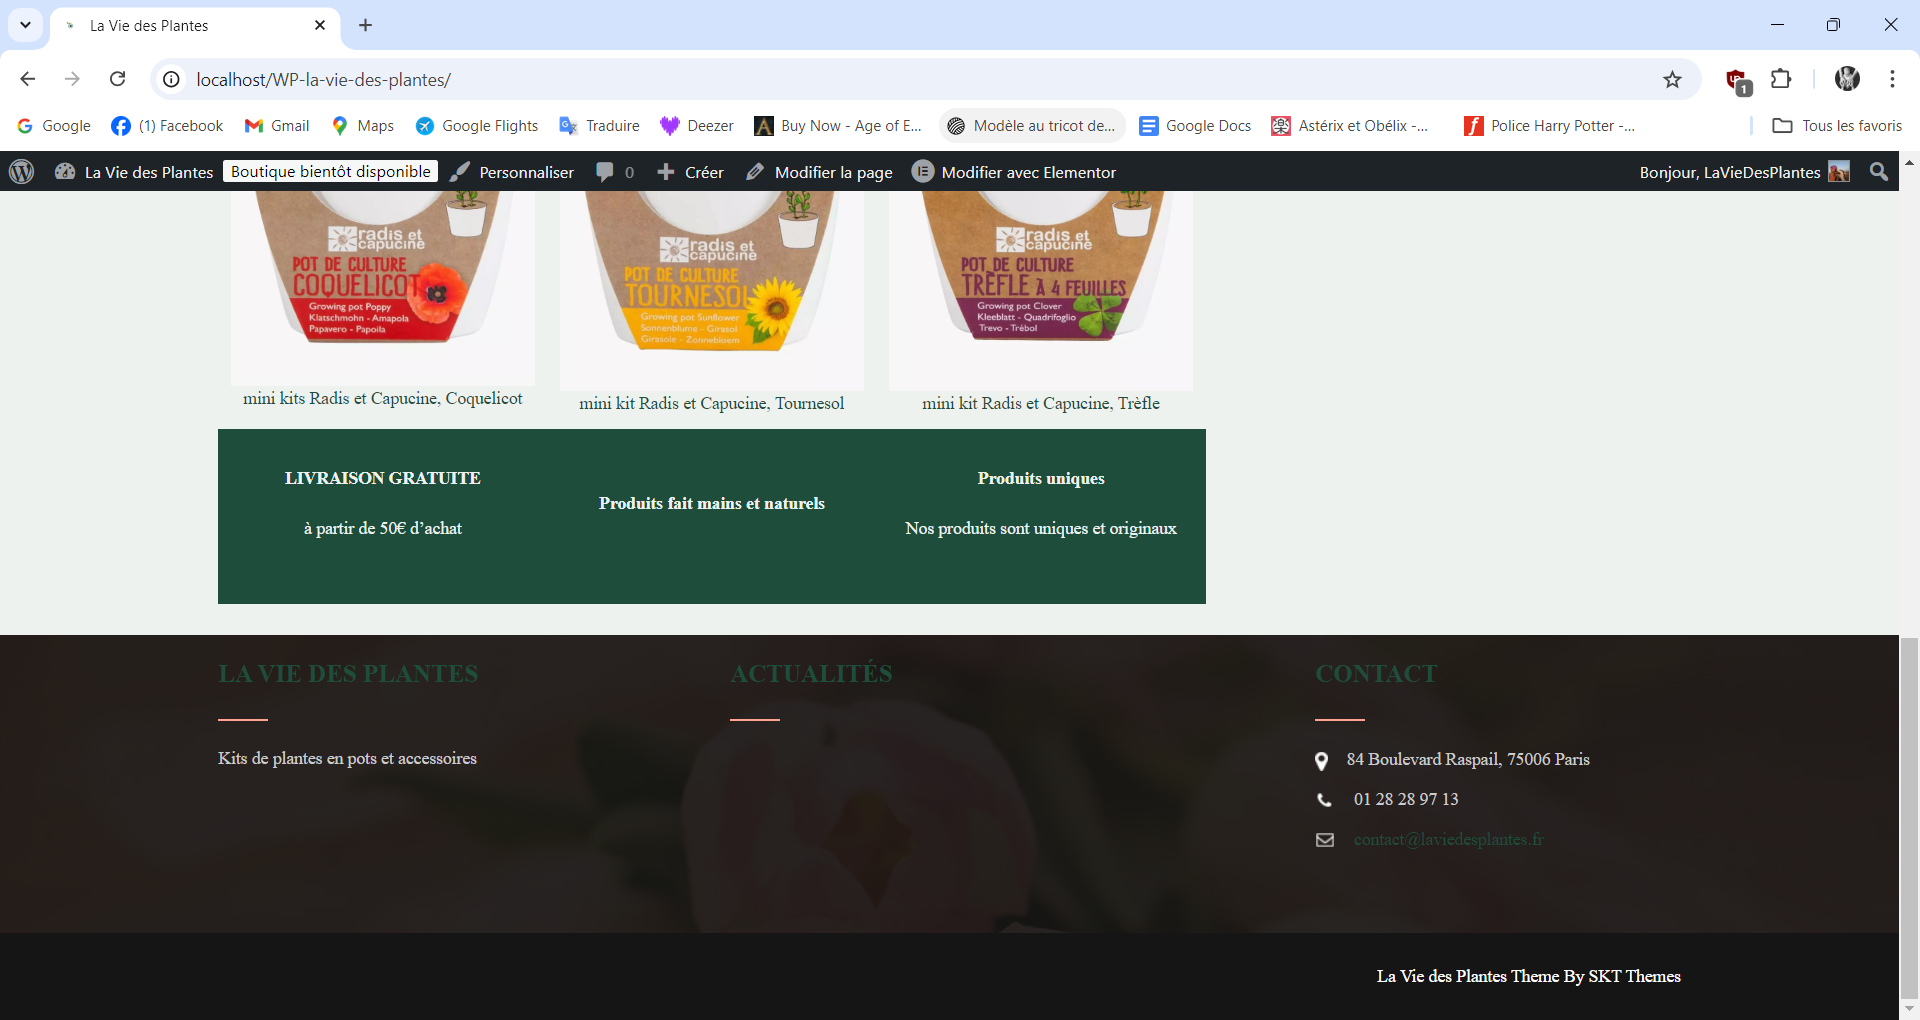 La Vie des Plantes
localhost/WP-la-vie-des-plantes/
1
Google
(1) Facebook
Gmail
Maps
Google Flights
Traduire
Deezer
Buy Now - Age of E...
Modèle au tricot de...
Google Docs
Astérix et Obélix -...
Police Harry Potter -...
Tous les favoris
La Vie des Plantes
Boutique bientôt disponible
Personnaliser
0
Créer
Modifier la page
Modifier avec Elementor
Bonjour, LaVieDesPlantes
radis et
capucine
POT DE CULTURE
COQUELICOT
Growing pot Poppy
Klatschmohn - Amapola
Papavero - Papoila
radis et
capucine
POT DE CULTURE
TOURNESOL
Growing pot Sunflower
Sonnenblume - Girasol
Girasole - Zonnebloem
radis et
capucine
POT DE CULTURE
TRÈFLE À 4 FEUILLES
Growing pot Clover
Kleeblatt - Quadrifoglio
Trevo - Trébol
mini kits Radis et Capucine, Coquelicot
mini kit Radis et Capucine, Tournesol
mini kit Radis et Capucine, Trèfle
LIVRAISON GRATUITE
à partir de 50€ d’achat
Produits fait mains et naturels
Produits uniques
Nos produits sont uniques et originaux
LA VIE DES PLANTES
Kits de plantes en pots et accessoires
ACTUALITÉS
CONTACT
84 Boulevard Raspail, 75006 Paris
01 28 28 97 13
contact@laviedesplantes.fr
La Vie des Plantes Theme By SKT Themes